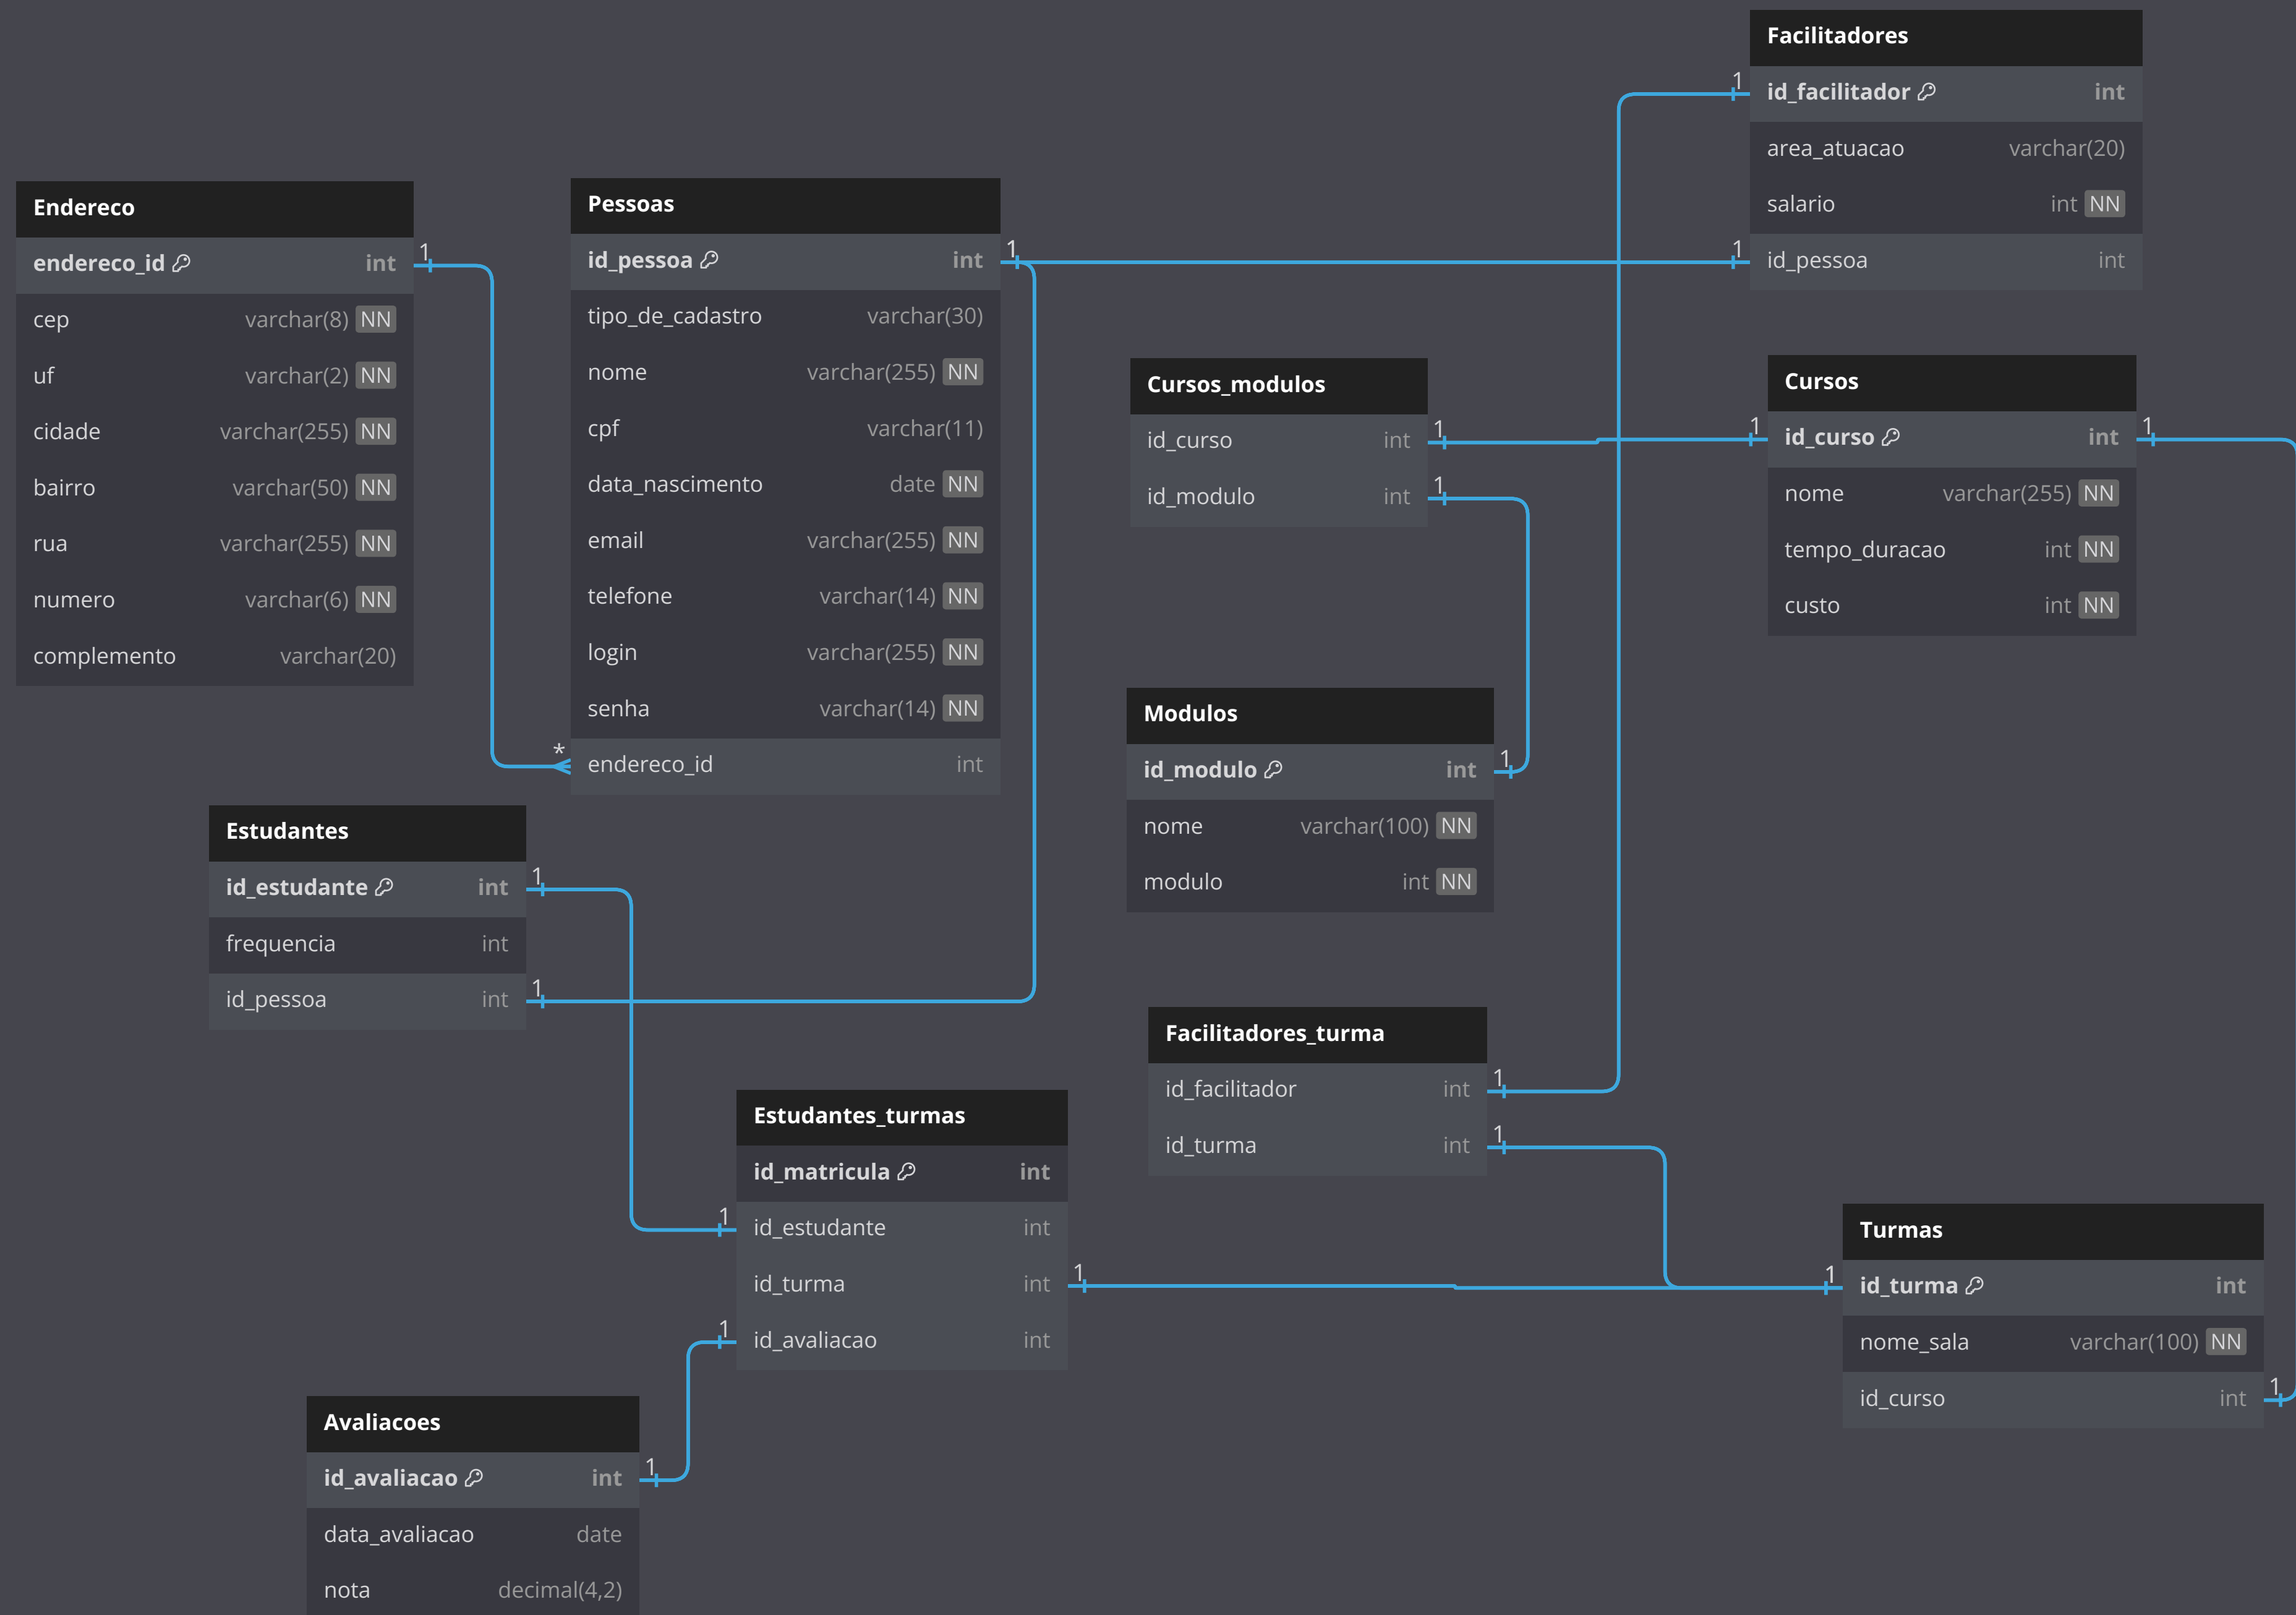 Facilitadores
1 id_facilitador int
area_atuacao varchar(20)
salario int NN
1 id_pessoa int
Endereco
endereco_id int 1
cep varchar(8) NN
uf varchar(2) NN
cidade varchar(255) NN
bairro varchar(50) NN
rua varchar(255) NN
numero varchar(6) NN
complemento varchar(20)
Pessoas
id_pessoa int 1
tipo_de_cadastro varchar(30)
nome varchar(255) NN
cpf varchar(11)
data_nascimento date NN
email varchar(255) NN
telefone varchar(14) NN
login varchar(255) NN
senha varchar(14) NN
* endereco_id int
Cursos_modulos
id_curso int 1
id_modulo int 1
Cursos
1 id_curso int 1
nome varchar(255) NN
tempo_duracao int NN
custo int NN
Modulos
id_modulo int 1
nome varchar(100) NN
modulo int NN
Estudantes
id_estudante int 1
frequencia int
id_pessoa int 1
Facilitadores_turma
id_facilitador int 1
id_turma int 1
Estudantes_turmas
id_matricula int
1 id_estudante int
id_turma int 1
1 id_avaliacao int
Turmas
1 id_turma int
nome_sala varchar(100) NN
id_curso int 1
Avaliacoes
id_avaliacao int 1
data_avaliacao date
nota decimal(4,2)